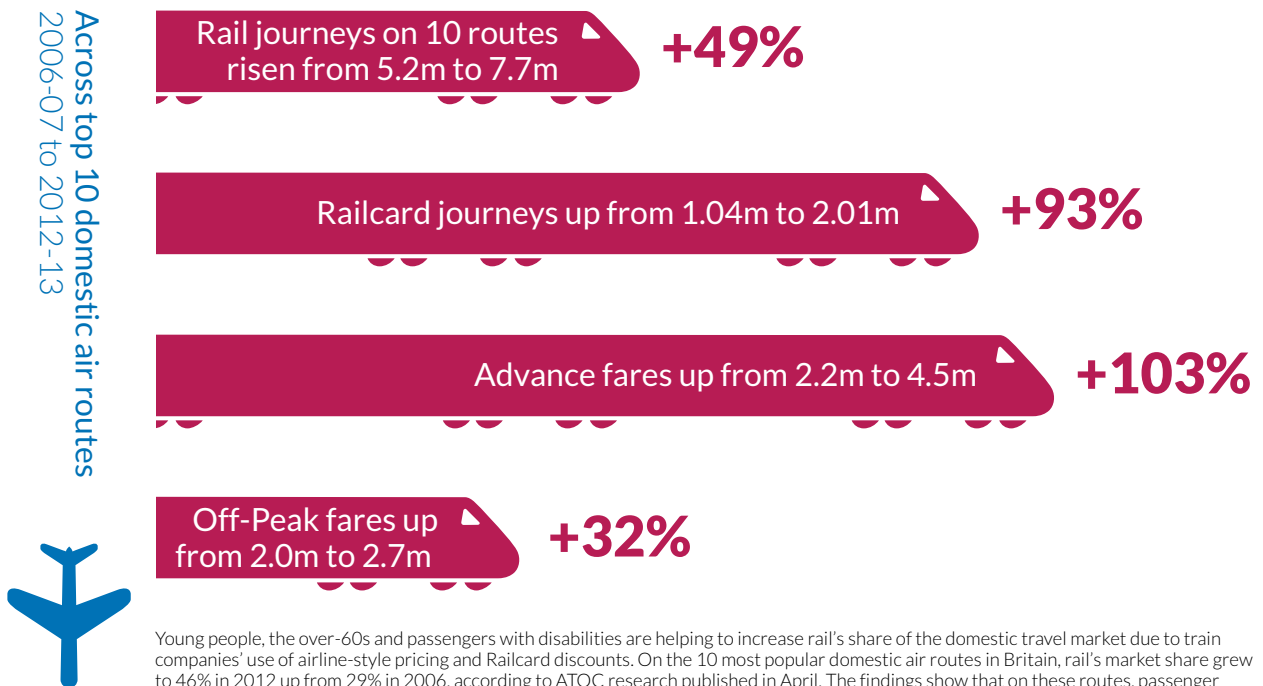 Across top 10 domestic air routes
2006-07 to 2012-13
Rail journeys on 10 routes
risen from 5.2m to 7.7m
+49%
Railcard journeys up from 1.04m to 2.01m
+93%
Advance fares up from 2.2m to 4.5m
+103%
Off-Peak fares up
from 2.0m to 2.7m
+32%
Young people, the over-60s and passengers with disabilities are helping to increase rail's share of the domestic travel market due to train
companies' use of airline-style pricing and Railcard discounts. On the 10 most popular domestic air routes in Britain, rail's market share grew
to 46% in 2012 up from 29% in 2006, according to ATOC research published in April. The findings show that on these routes, passenger